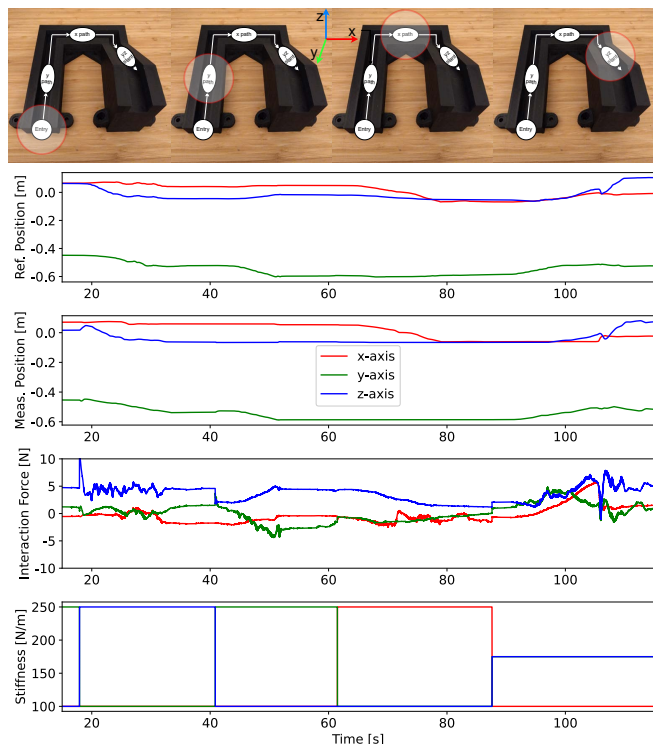 z
x
y
x path
y
path
Entry
x path
y
path
Entry
x path
y
path
Entry
x path
y
path
Entry
Ref. Position [m]
0.0
-0.2
-0.4
-0.6
20
40
60
80
100
Meas. Position [m]
0.0
-0.2
-0.4
-0.6
x-axis
y-axis
z-axis
20
40
60
80
100
Interaction Force [N]
10
5
0
-5
-10
20
40
60
80
100
Stiffness [N/m]
250
200
150
100
20
40
60
80
100
Time [s]